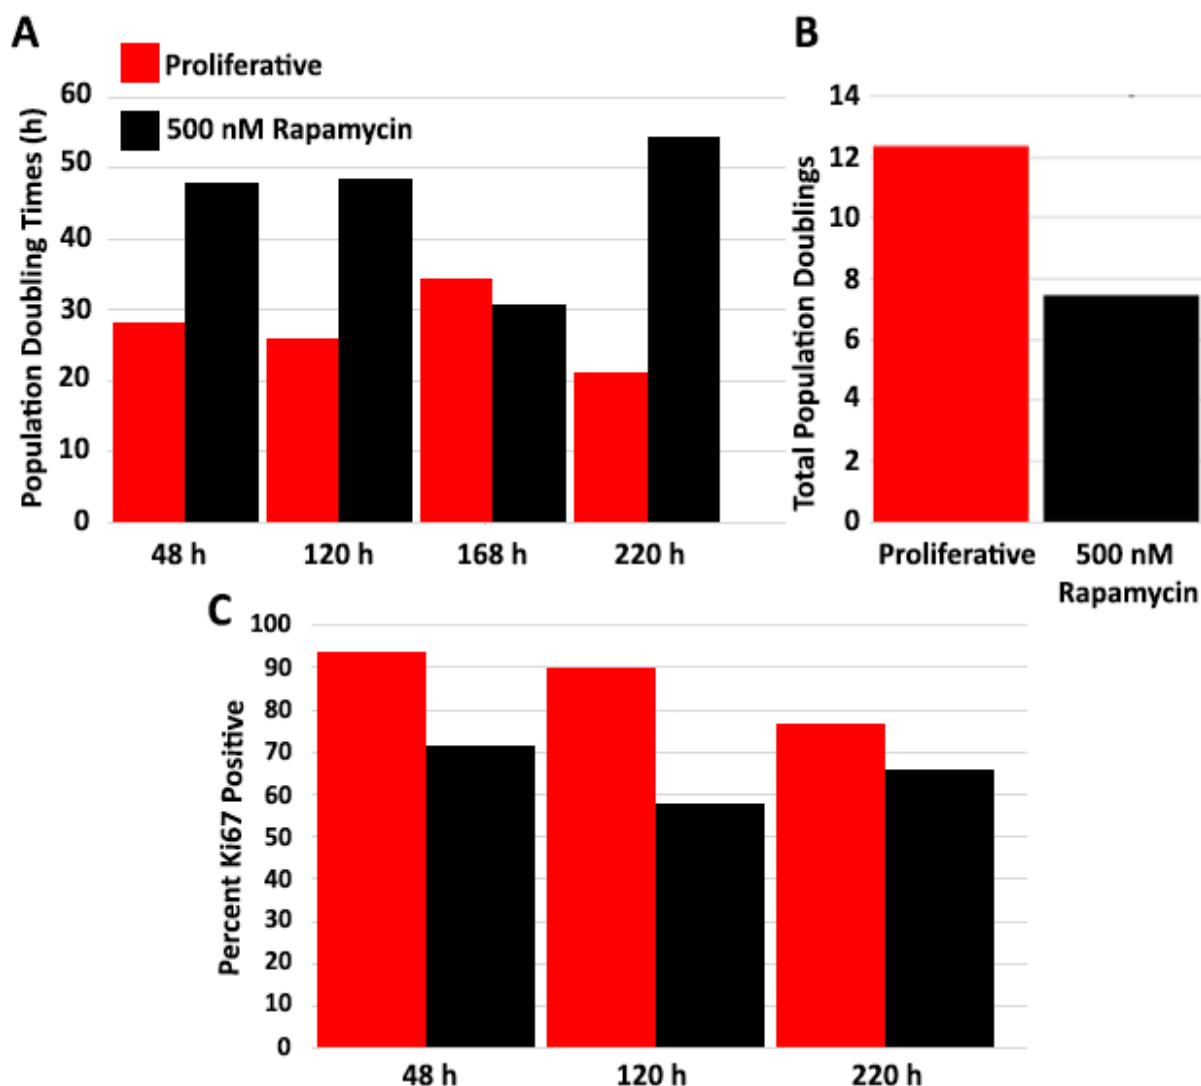 A
Proliferative
500 nM Rapamycin
Population Doubling Times (h)
60
50
40
30
20
10
0
48 h
120 h
168 h
220 h
B
Total Population Doublings
14
12
10
8
6
4
2
0
Proliferative
500 nM
Rapamycin
C
Percent Ki67 Positive
100
90
80
70
60
50
40
30
20
10
0
48 h
120 h
220 h